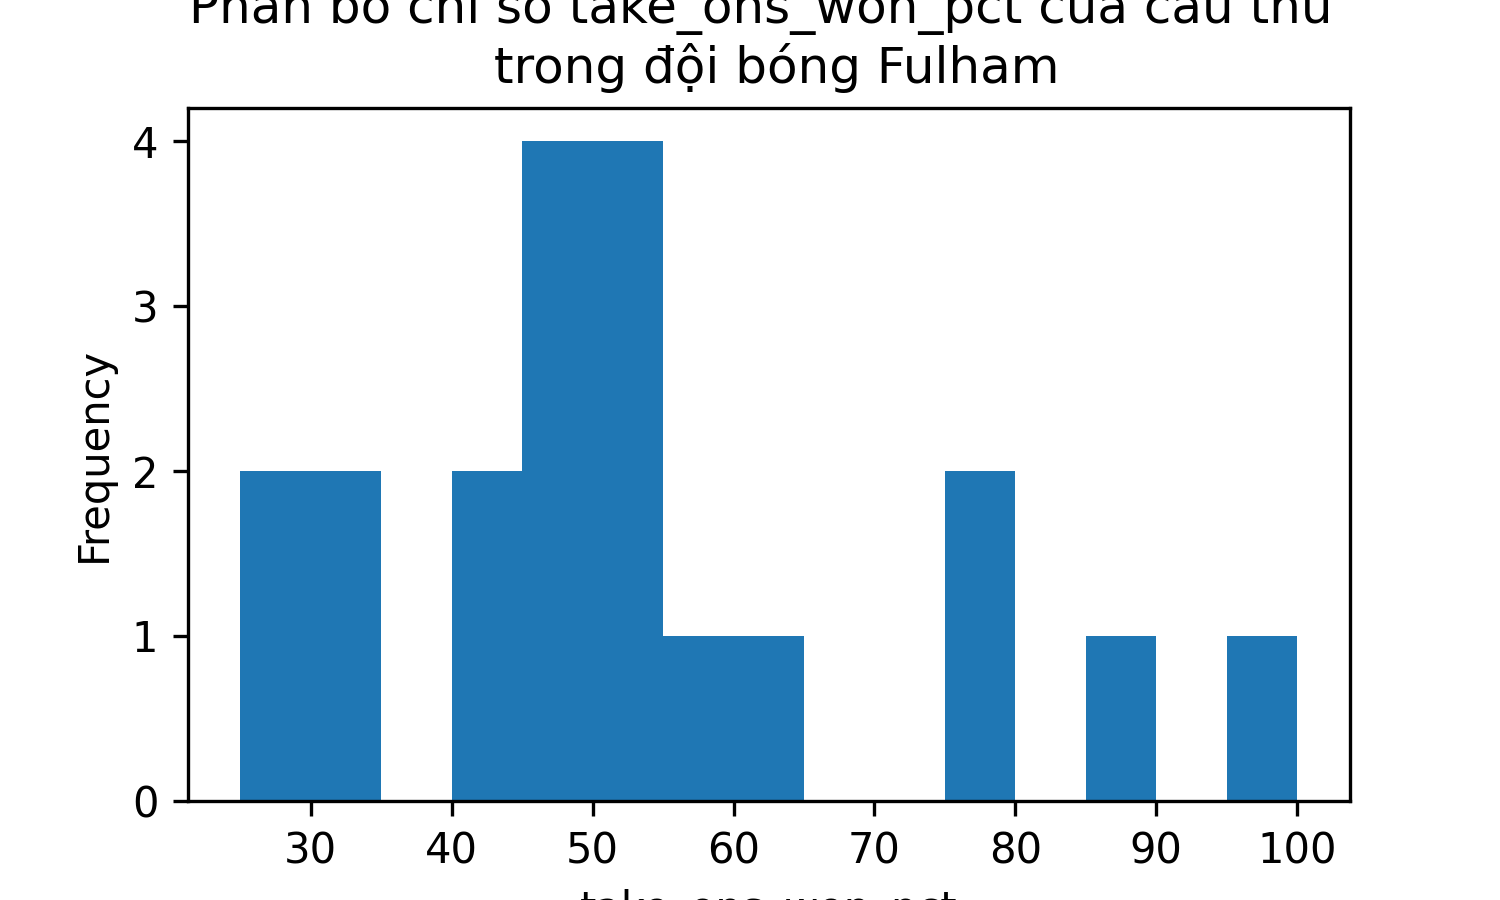 Phân bố chỉ số take_ons_won_pct của cầu thủ
trong đội bóng Fulham
4
3
2
1
0
Frequency
30 40 50 60 70 80 90 100
take_ons_won_pct